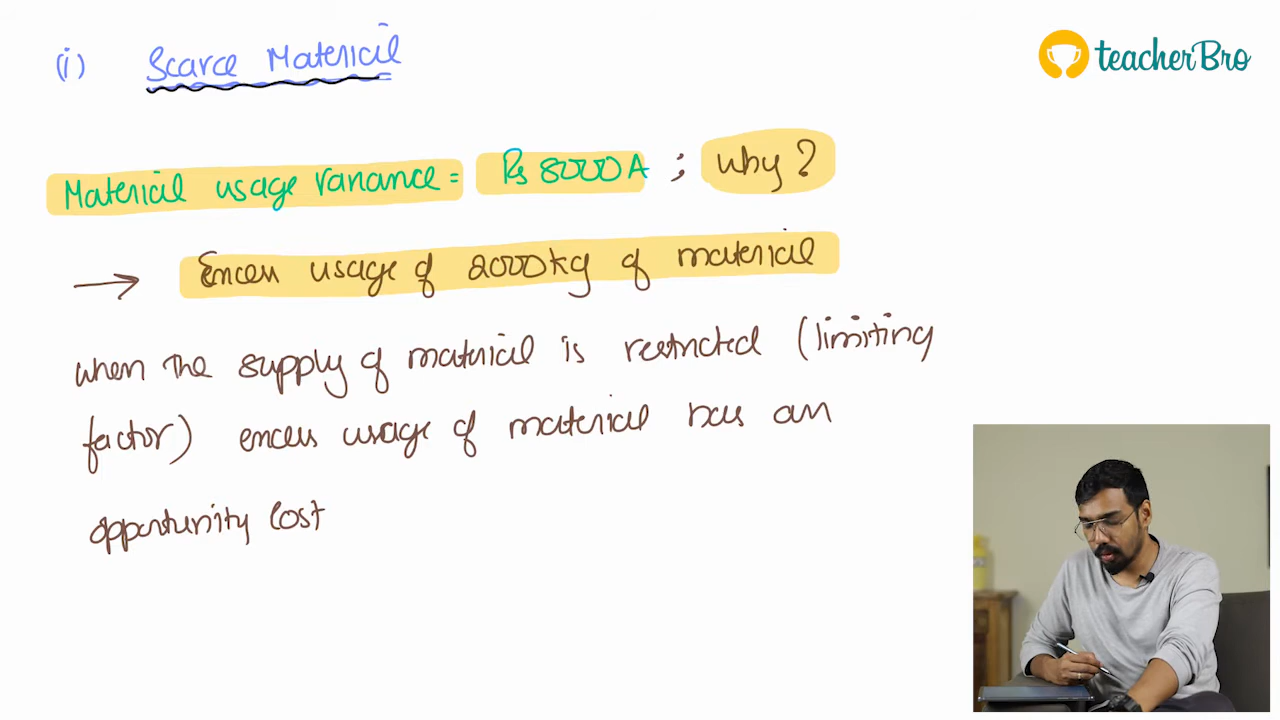 (i) Scarce Material
teacherBro
Material usage variance = Rs 8000 A ; why?
→ Excess usage of 2000kg of material
when the supply of material is restricted (limiting
factor) excess usage of material has an
opportunity cost